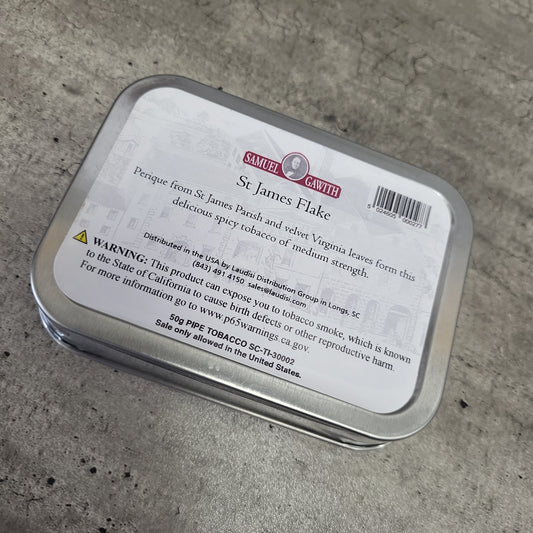 SAMUEL GAWITH
St James Flake
Perique from St James Parish and velvet Virginia leaves form this
delicious spicy tobacco of medium strength.
5 024605 000277
Distributed in the USA by Laudisi Distribution Group in Longs, SC
(843) 491 4150 sales@laudisi.com
WARNING: This product can expose you to tobacco smoke, which is known
to the State of California to cause birth defects or other reproductive harm.
For more information go to www.p65warnings.ca.gov.
50g PIPE TOBACCO SC-TI-30002
Sale only allowed in the United States.